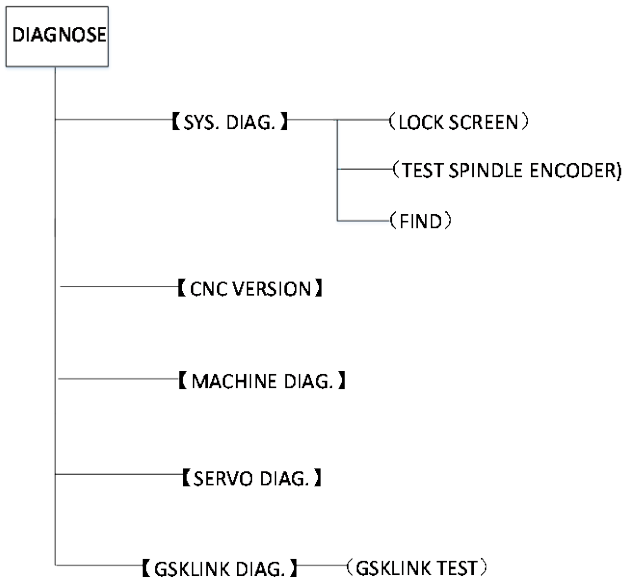 DIAGNOSE
【SYS. DIAG.】
（LOCK SCREEN）
（TEST SPINDLE ENCODER)
（FIND）
【CNC VERSION】
【MACHINE DIAG.】
【SERVO DIAG.】
【GSKLINK DIAG.】
（GSKLINK TEST）